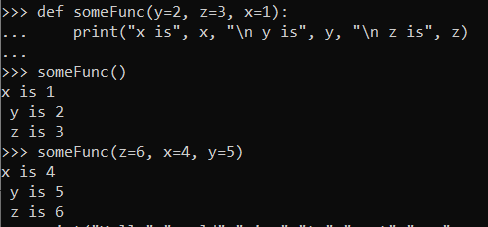 >>> def someFunc(y=2, z=3, x=1):
...     print("x is", x, "\n y is", y, "\n z is", z)
...
>>> someFunc()
x is 1
 y is 2
 z is 3
>>> someFunc(z=6, x=4, y=5)
x is 4
 y is 5
 z is 6